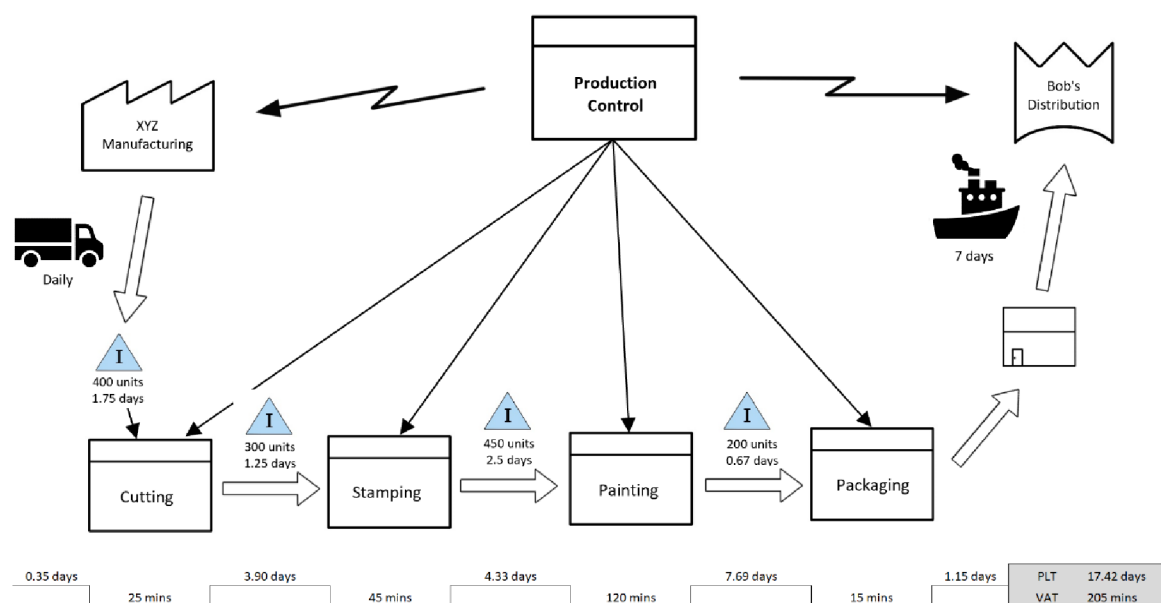 Production
Control
XYZ
Manufacturing
Bob's
Distribution
Daily
7 days
I
400 units
1.75 days
I
300 units
1.25 days
I
450 units
2.5 days
I
200 units
0.67 days
Cutting
Stamping
Painting
Packaging
0.35 days
3.90 days
4.33 days
7.69 days
1.15 days
PLT 17.42 days
25 mins
45 mins
120 mins
15 mins
VAT 205 mins